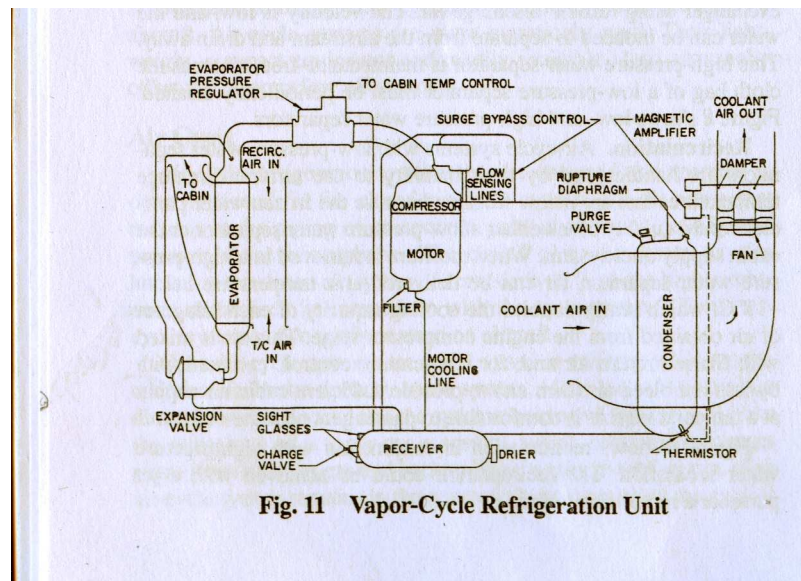 EVAPORATOR
PRESSURE
REGULATOR
TO CABIN TEMP CONTROL
RECIRC
AIR IN
TO
CABIN
EVAPORATOR
T/C AIR
IN
EXPANSION
VALVE
SURGE BYPASS CONTROL
FLOW
SENSING
LINES
COMPRESSOR
MOTOR
FILTER
MOTOR
COOLING
LINE
SIGHT
GLASSES
CHARGE
VALVE
RECEIVER
DRIER
MAGNETIC
AMPLIFIER
COOLANT
AIR OUT
DAMPER
RUPTURE
DIAPHRAGM
PURGE
VALVE
FAN
COOLANT AIR IN
CONDENSER
THERMISTOR
Fig. 11 Vapor-Cycle Refrigeration Unit